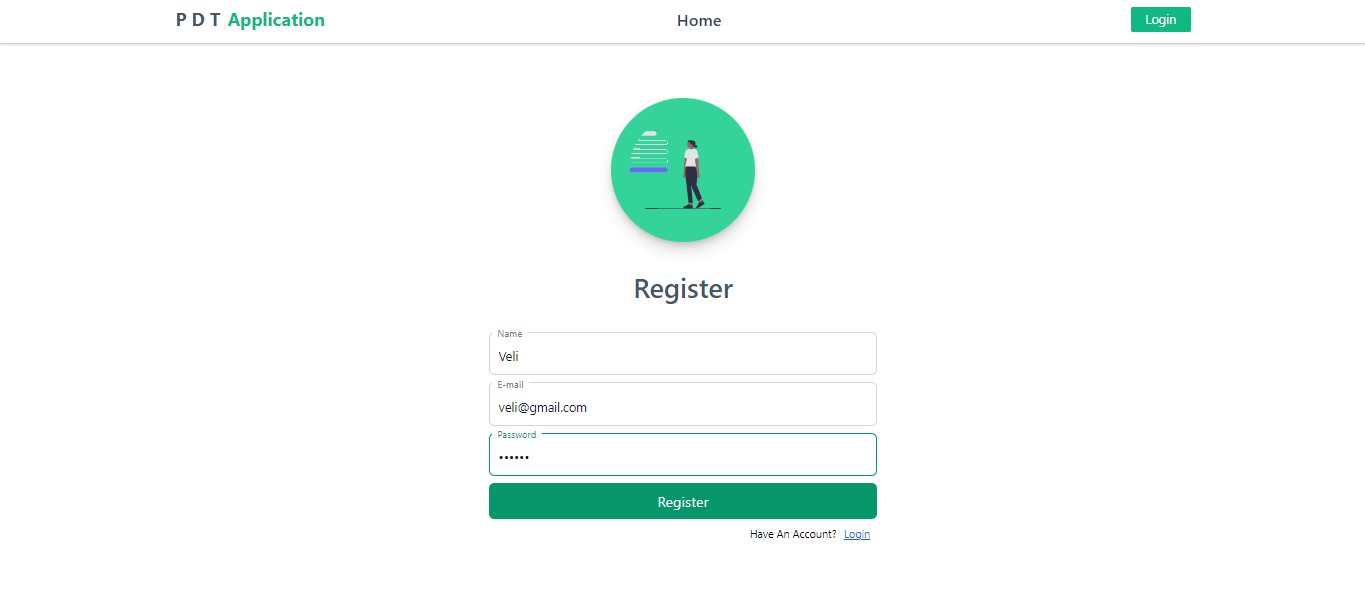 P D T Application
Home
Login
Register
Name
Veli
E-mail
veli@gmail.com
Password
••••••
Register
Have An Account? Login